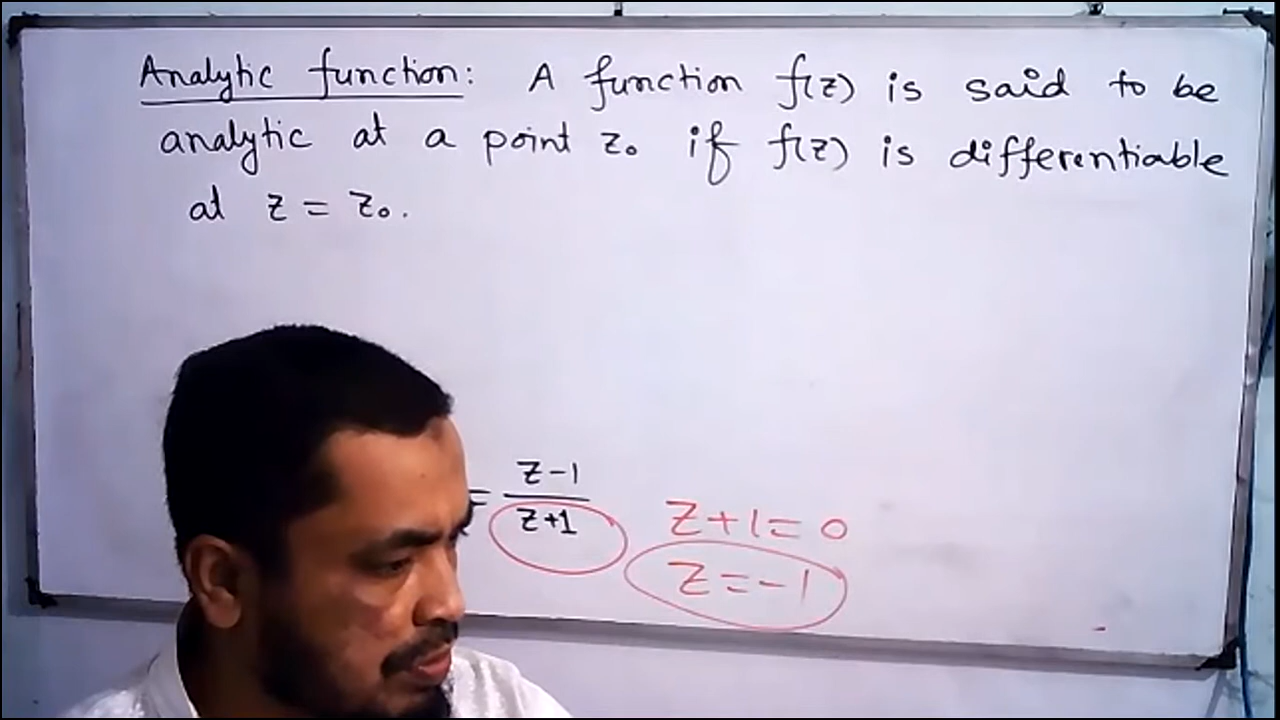 Analytic function: A function f(z) is said to be
analytic at a point z₀ if f(z) is differentiable
at z = z₀.
= z-1
z+1
z+1=0
z=-1